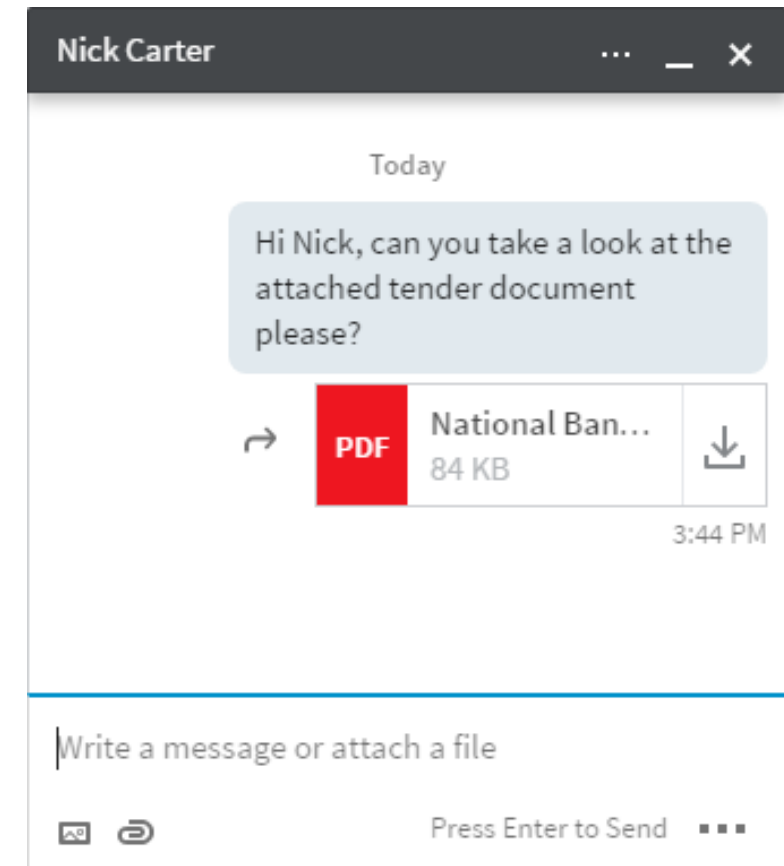 Nick Carter
Today
Hi Nick, can you take a look at the
attached tender document
please?
PDF
National Ban...
84 KB
3:44 PM
Write a message or attach a file
Press Enter to Send